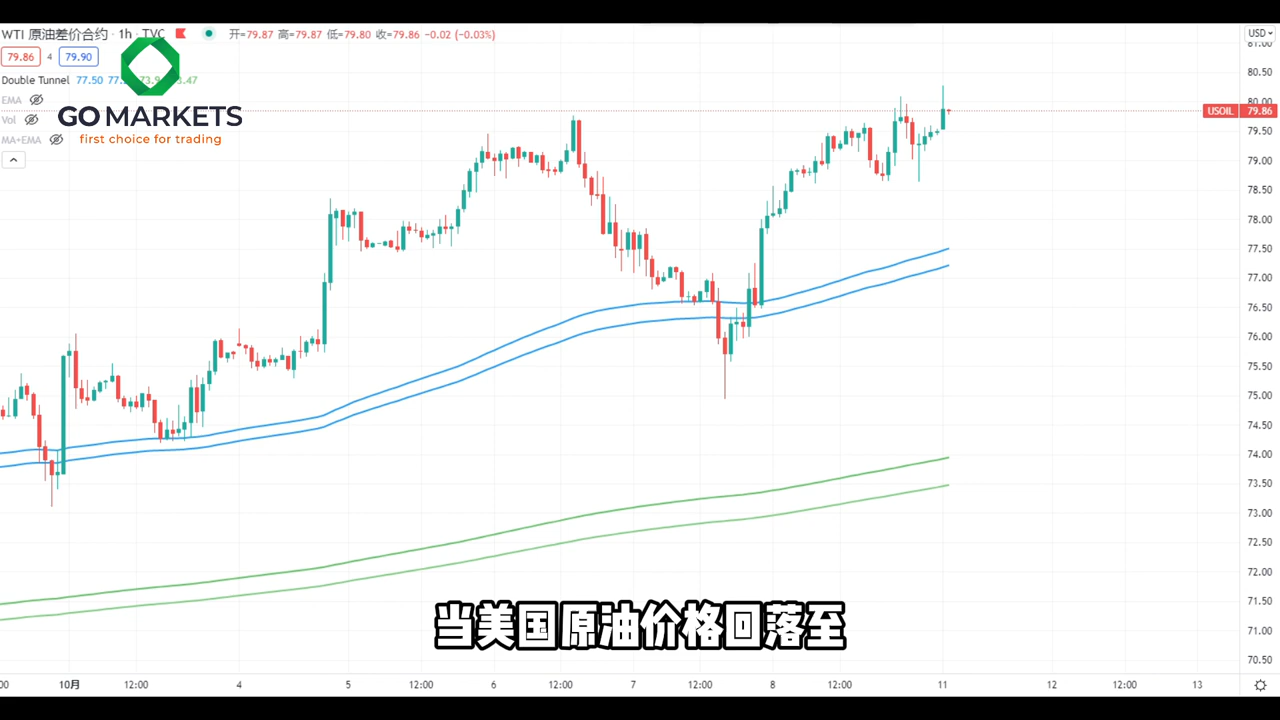 WTI 原油差价合约 · 1h · TVC 开=79.87 高=79.87 低=79.80 收=79.86 -0.02 (-0.03%)
79.86 4 79.90
Double Tunnel 77.50
EMA
Vol
MA+EMA
GO MARKETS
first choice for trading
USD
81.00
80.50
80.00
USOIL 79.86
79.50
79.00
78.50
78.00
77.50
77.00
76.50
76.00
75.50
75.00
74.50
74.00
73.50
73.00
72.50
72.00
71.50
71.00
70.50
当美国原油价格回落至
:00 10月 12:00 4 5 12:00 6 12:00 7 12:00 8 12:00 11 12 12:00 13